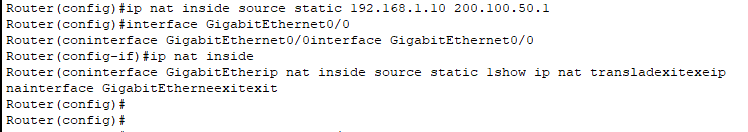 Router(config)#ip nat inside source static 192.168.1.10 200.100.50.1
Router(config)#interface GigabitEthernet0/0
Router(coninterface GigabitEthernet0/0interface GigabitEthernet0/0
Router(config-if)#ip nat inside
Router(coninterface GigabitEtherip nat inside source static lshow ip nat transladexitexeip
nainterface GigabitEtherneexitexit
Router(config)#
Router(config)#